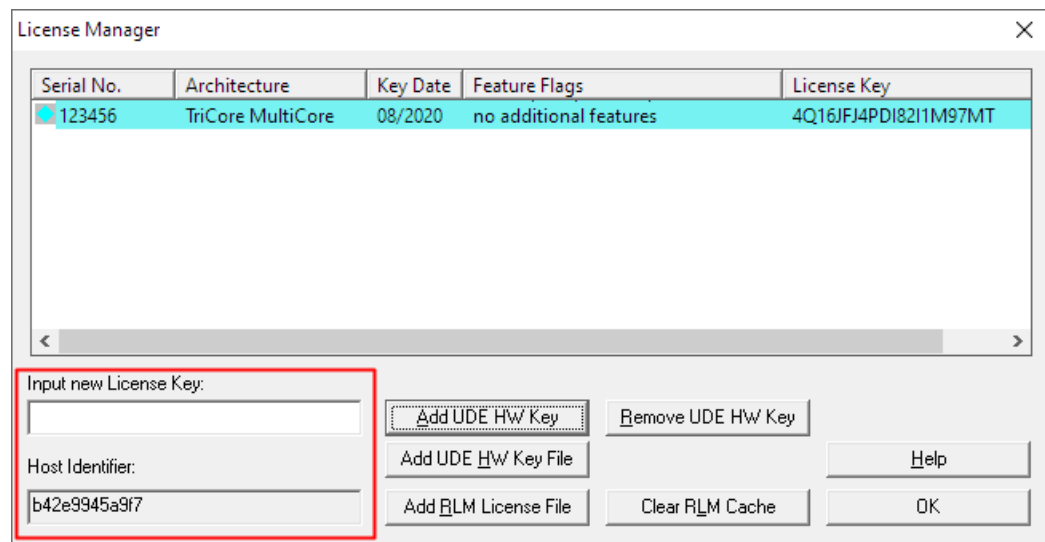 License Manager
Serial No. Architecture Key Date Feature Flags License Key
123456 TriCore MultiCore 08/2020 no additional features 4Q16JFJ4PDI82I1M97MT
Input new License Key:
Add UDE HW Key Remove UDE HW Key
Host Identifier: Add UDE HW Key File Help
b42e9945a9f7 Add RLM License File Clear RLM Cache OK